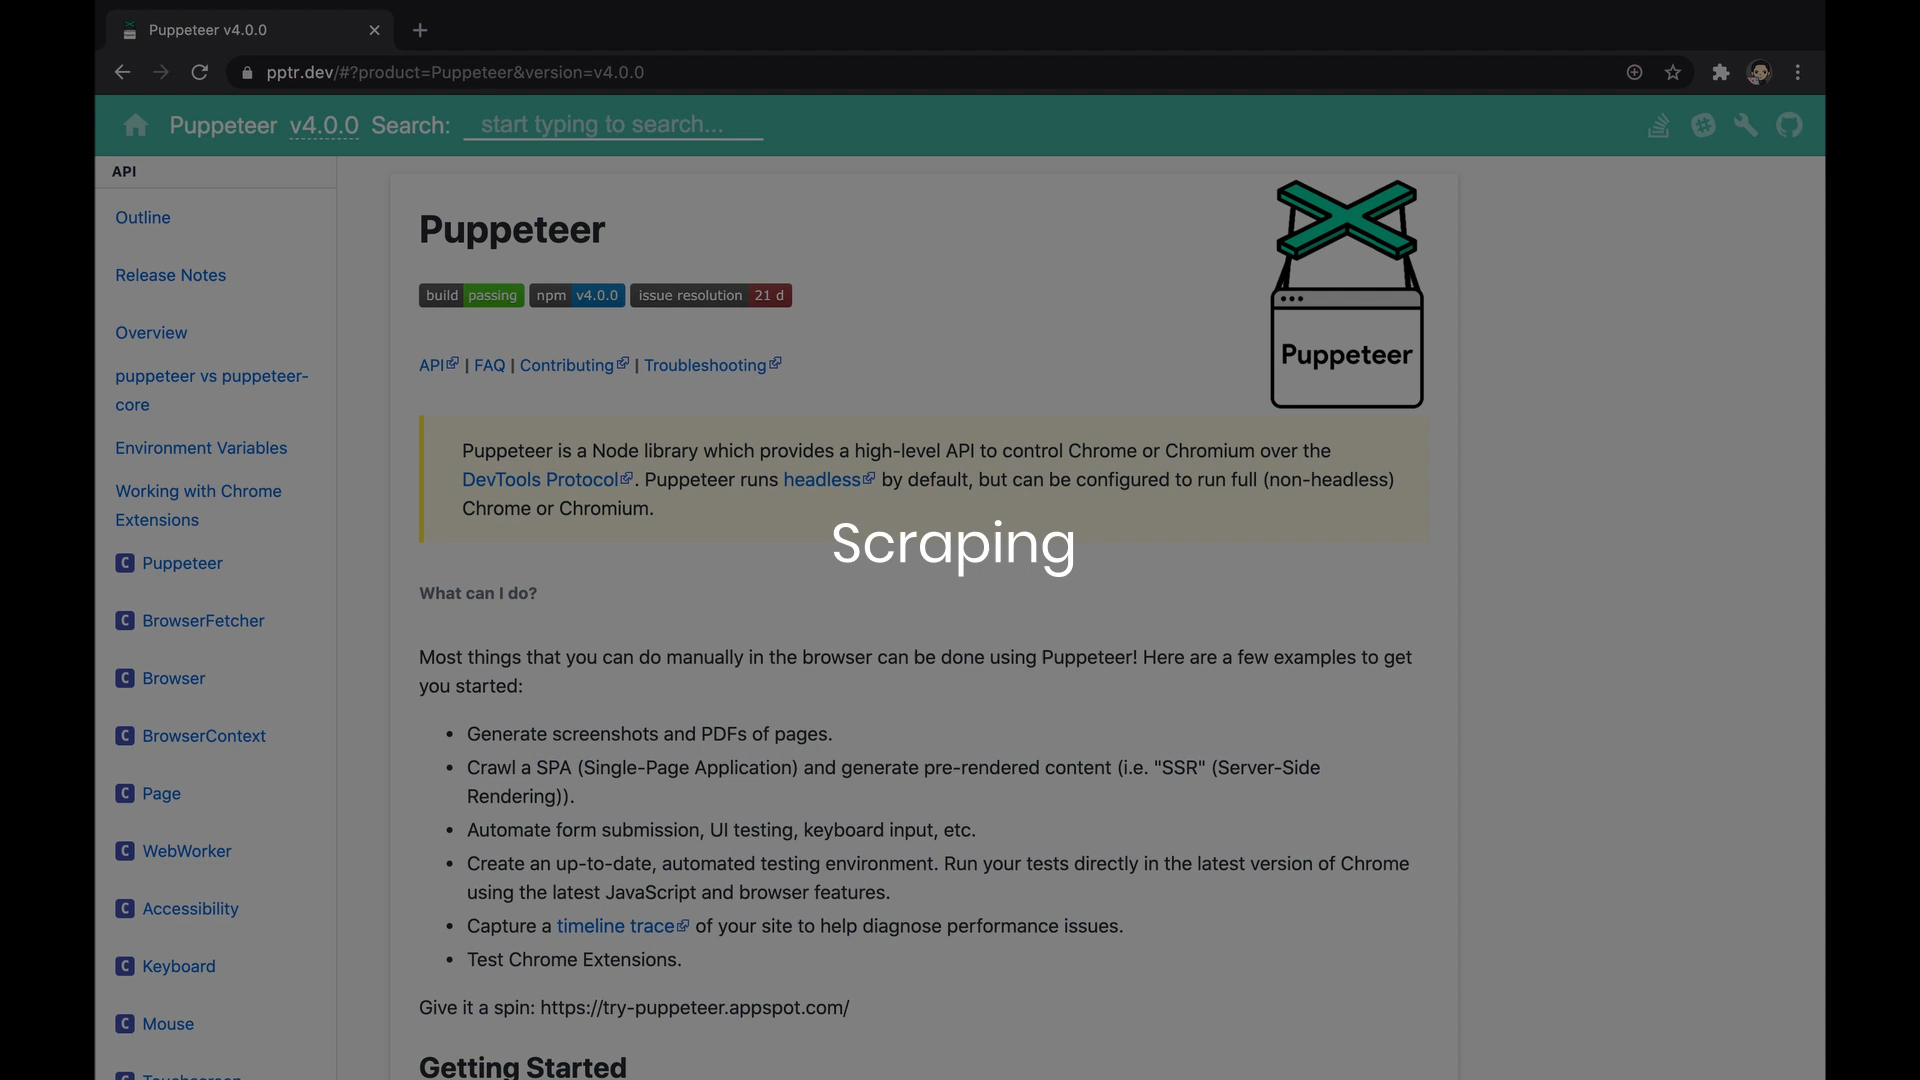 Puppeteer v4.0.0
pptr.dev/#?product=Puppeteer&version=v4.0.0
Puppeteer v4.0.0 Search: start typing to search...
API
Outline
Release Notes
Overview
puppeteer vs puppeteer-
core
Environment Variables
Working with Chrome
Extensions
C Puppeteer
C BrowserFetcher
C Browser
C BrowserContext
C Page
C WebWorker
C Accessibility
C Keyboard
C Mouse
Puppeteer
Puppeteer
build passing npm v4.0.0 issue resolution 21 d
API | FAQ | Contributing | Troubleshooting
Puppeteer is a Node library which provides a high-level API to control Chrome or Chromium over the
DevTools Protocol. Puppeteer runs headless by default, but can be configured to run full (non-headless)
Chrome or Chromium.
Scraping
What can I do?
Most things that you can do manually in the browser can be done using Puppeteer! Here are a few examples to get
you started:
• Generate screenshots and PDFs of pages.
• Crawl a SPA (Single-Page Application) and generate pre-rendered content (i.e. "SSR" (Server-Side
Rendering)).
• Automate form submission, UI testing, keyboard input, etc.
• Create an up-to-date, automated testing environment. Run your tests directly in the latest version of Chrome
using the latest JavaScript and browser features.
• Capture a timeline trace of your site to help diagnose performance issues.
• Test Chrome Extensions.
Give it a spin: https://try-puppeteer.appspot.com/
Getting Started